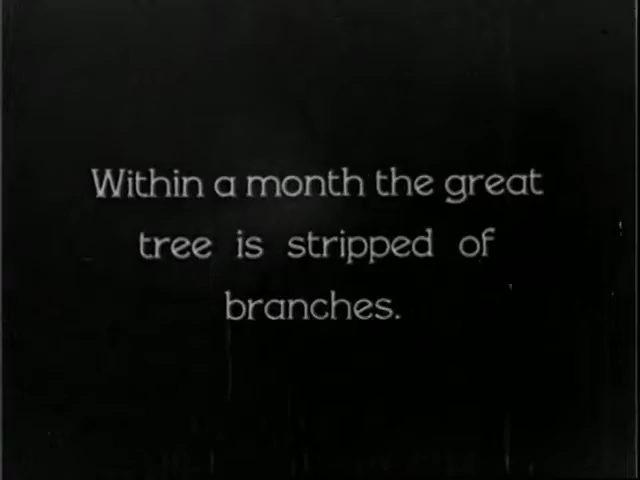 Within a month the great
tree is stripped of
branches.